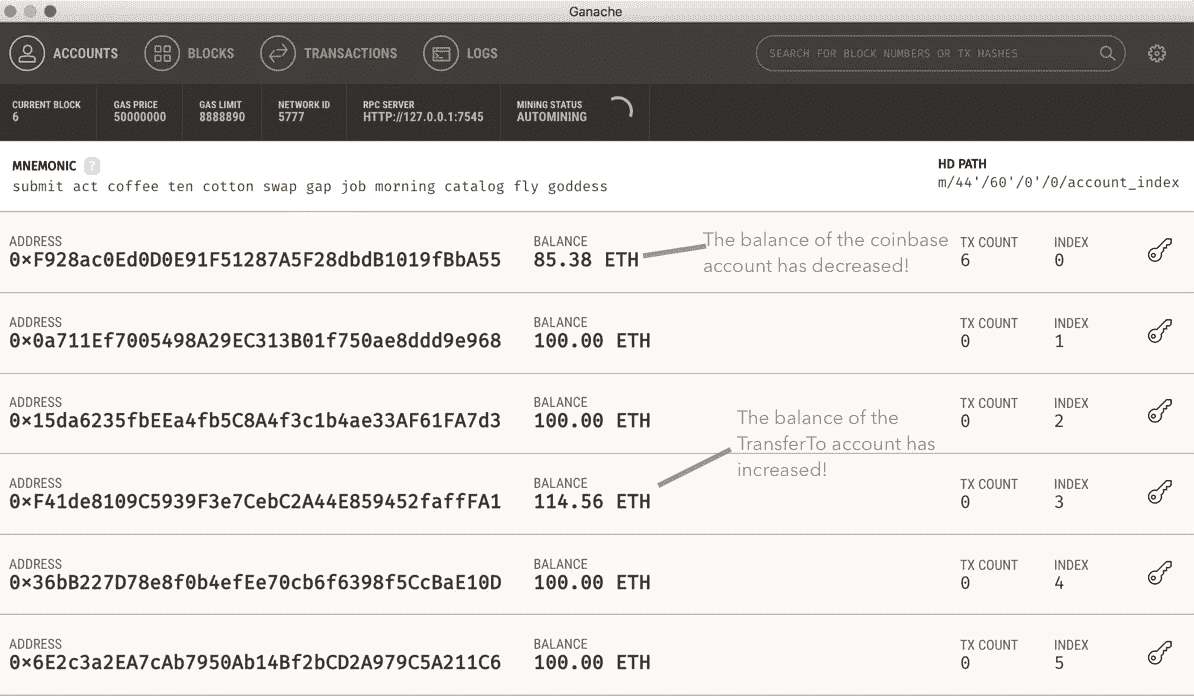 Ganache
ACCOUNTS BLOCKS TRANSACTIONS LOGS SEARCH FOR BLOCK NUMBERS OR TX HASHES
CURRENT BLOCK GAS PRICE GAS LIMIT NETWORK ID RPC SERVER MINING STATUS
6 50000000 8888890 5777 HTTP://127.0.0.1:7545 AUTOMINING
MNEMONIC ? HD PATH
submit act coffee ten cotton swap gap job morning catalog fly goddess m/44'/60'/0'/0/account_index
ADDRESS BALANCE The balance of the coinbase TX COUNT INDEX
0×F928ac0Ed0D0E91F51287A5F28dbdB1019fBbA55 85.38 ETH account has decreased! 6 0
ADDRESS BALANCE TX COUNT INDEX
0×0a711Ef7005498A29EC313B01f750ae8ddd9e968 100.00 ETH 0 1
ADDRESS BALANCE TX COUNT INDEX
0×15da6235fbEEa4fb5C8A4f3c1b4ae33AF61FA7d3 100.00 ETH 0 2
The balance of the
TransferTo account has
increased!
ADDRESS BALANCE TX COUNT INDEX
0×F41de8109C5939F3e7CebC2A44E859452faffFA1 114.56 ETH 0 3
ADDRESS BALANCE TX COUNT INDEX
0×36bB227D78e8f0b4efEe70cb6f6398f5CcBaE10D 100.00 ETH 0 4
ADDRESS BALANCE TX COUNT INDEX
0×6E2c3a2EA7cAb7950Ab14Bf2bCD2A979C5A211C6 100.00 ETH 0 5